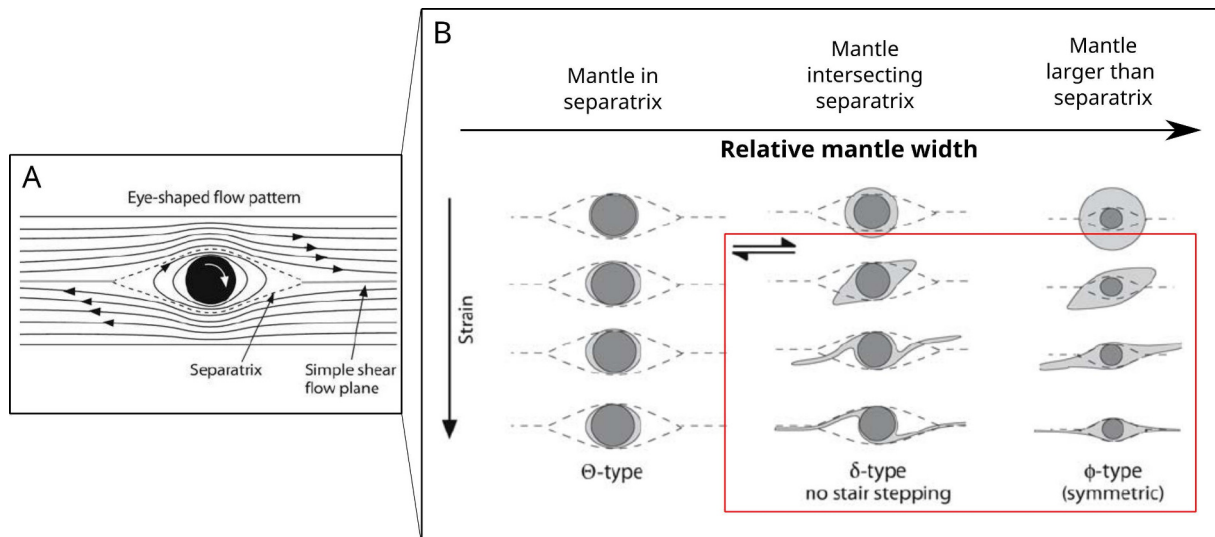 A
Eye-shaped flow pattern
Separatrix
Simple shear
flow plane
B
Mantle in
separatrix
Mantle
intersecting
separatrix
Mantle
larger than
separatrix
Relative mantle width
Strain
Θ-type
δ-type
no stair stepping
ϕ-type
(symmetric)